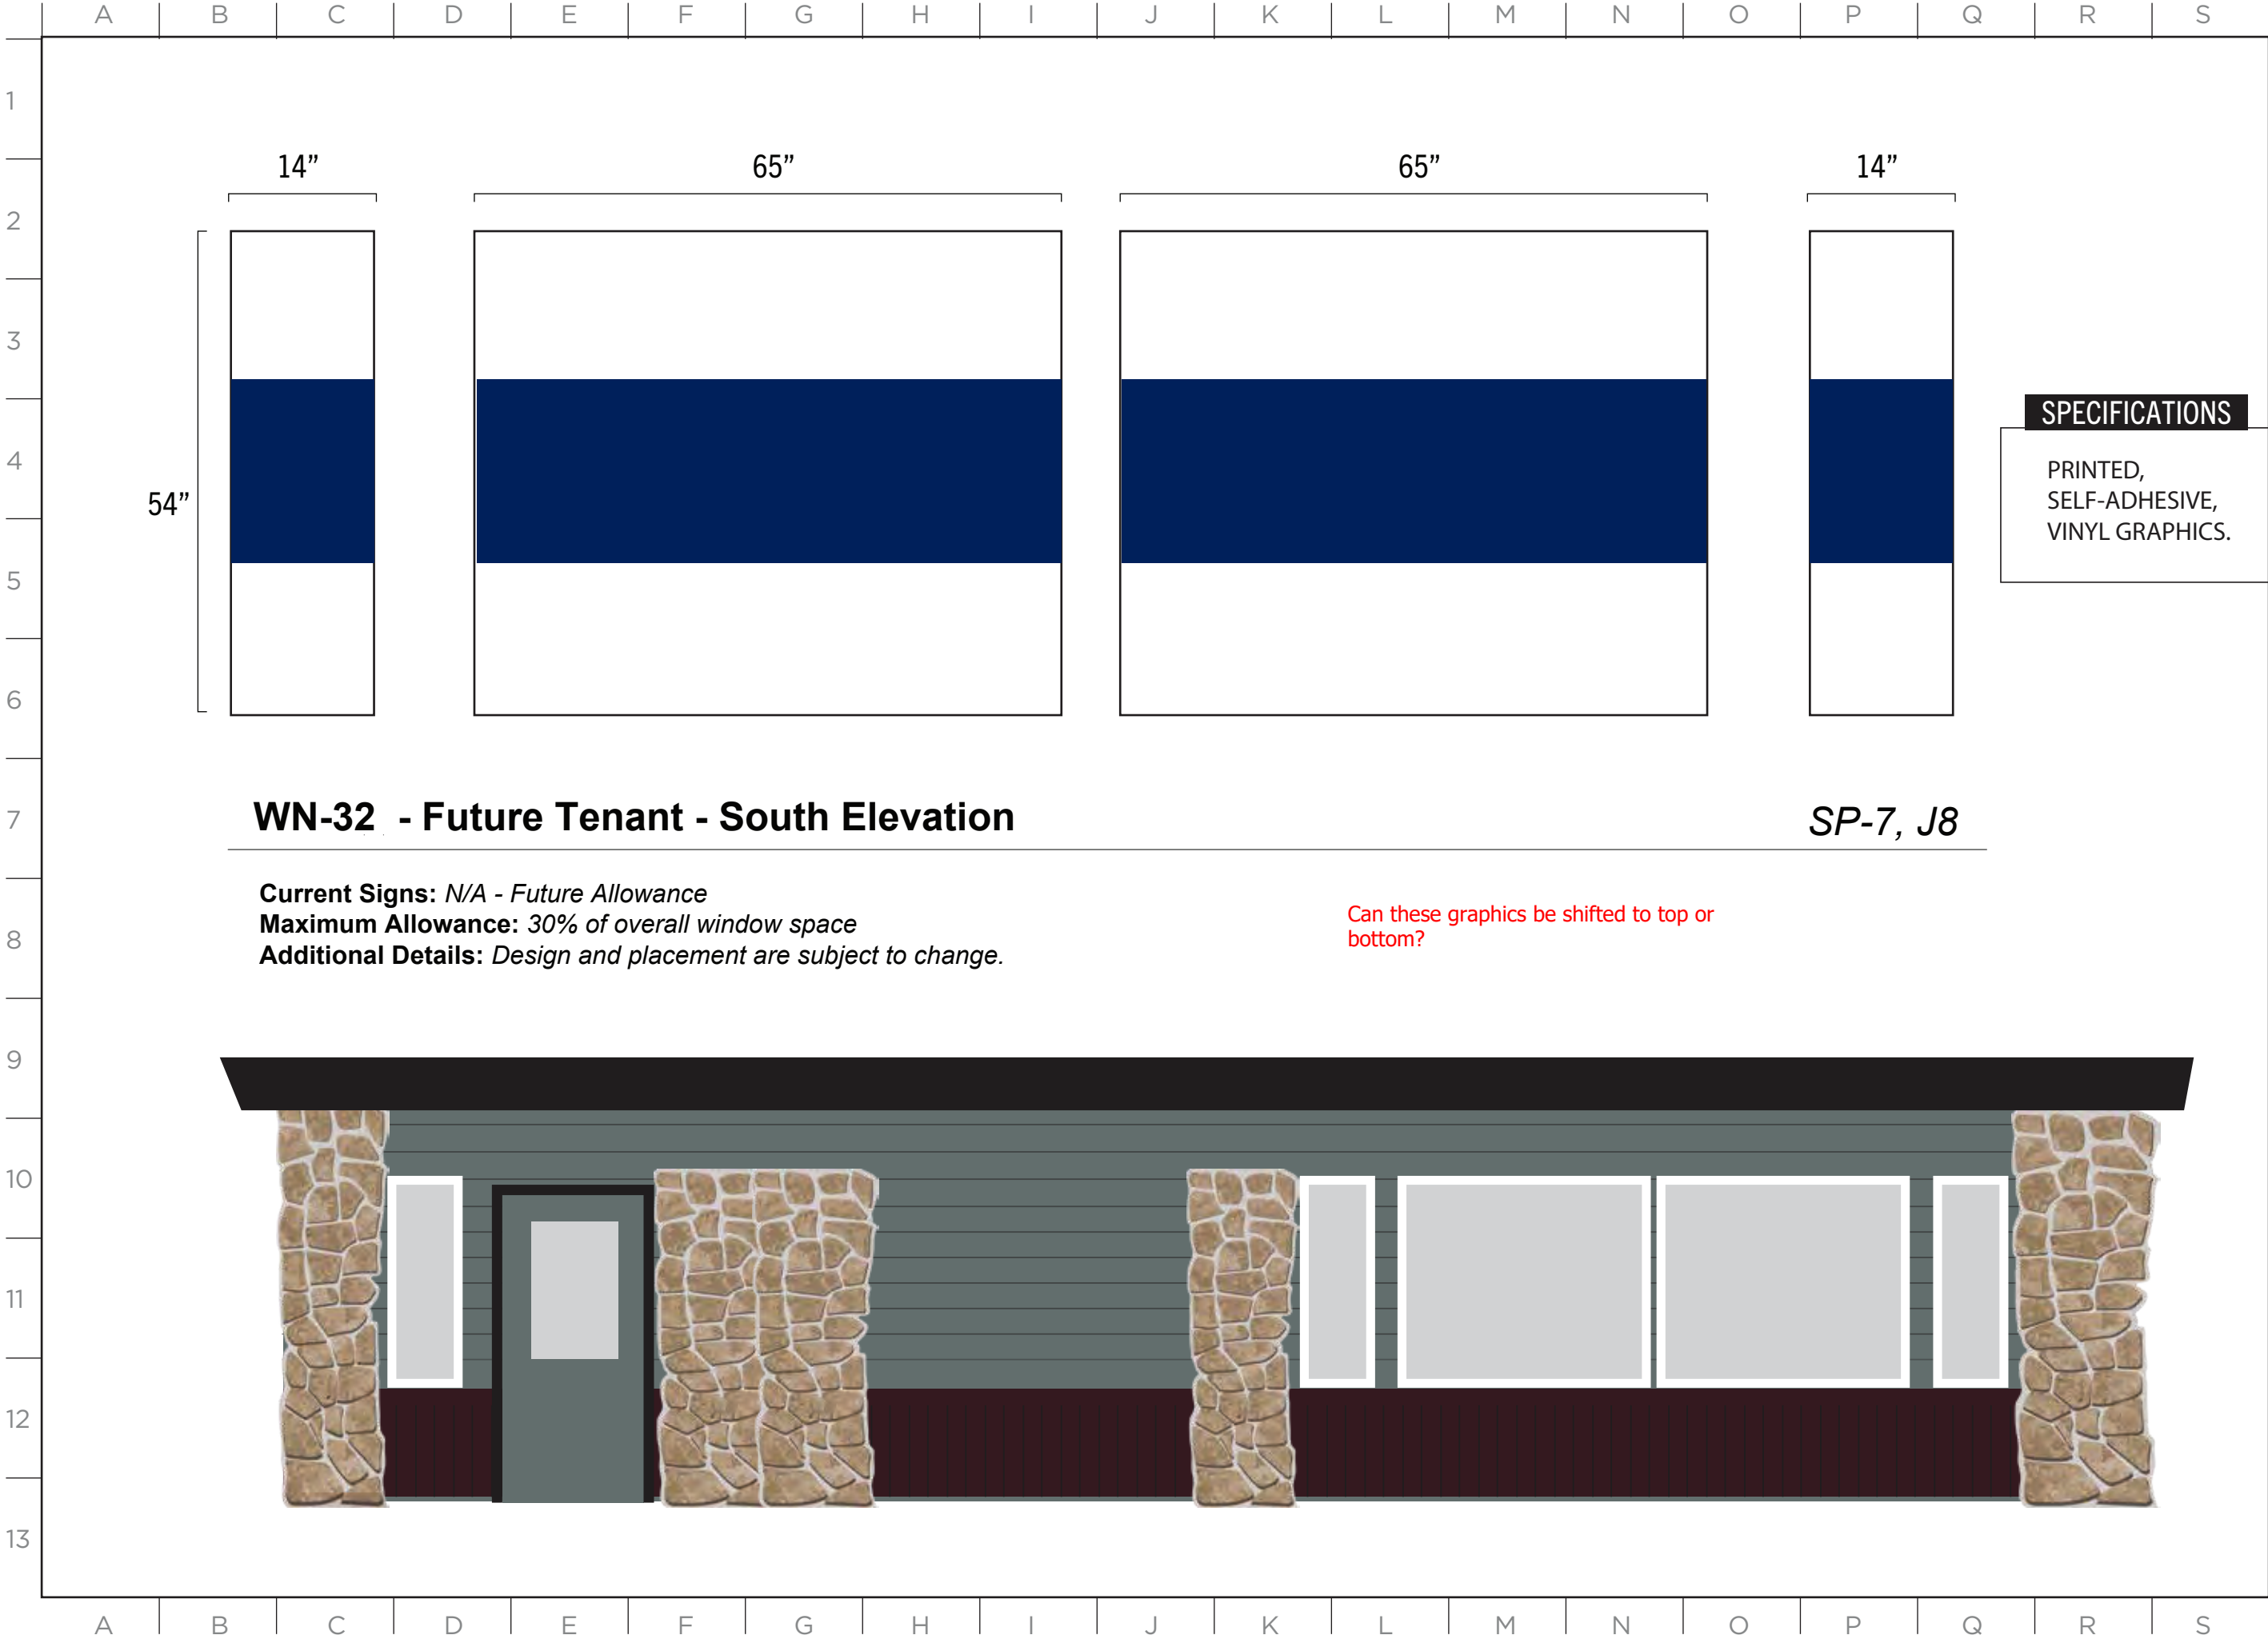 A B C D E F G H I J K L M N O P Q R S
1
14” 65” 65” 14”
2
3
SPECIFICATIONS
4
PRINTED,
SELF-ADHESIVE,
VINYL GRAPHICS.
54”
5
6
7
WN-32 - Future Tenant - South Elevation
SP-7, J8
Current Signs: N/A - Future Allowance
Maximum Allowance: 30% of overall window space
Additional Details: Design and placement are subject to change.
Can these graphics be shifted to top or
bottom?
8
9
10
11
12
13
A B C D E F G H I J K L M N O P Q R S